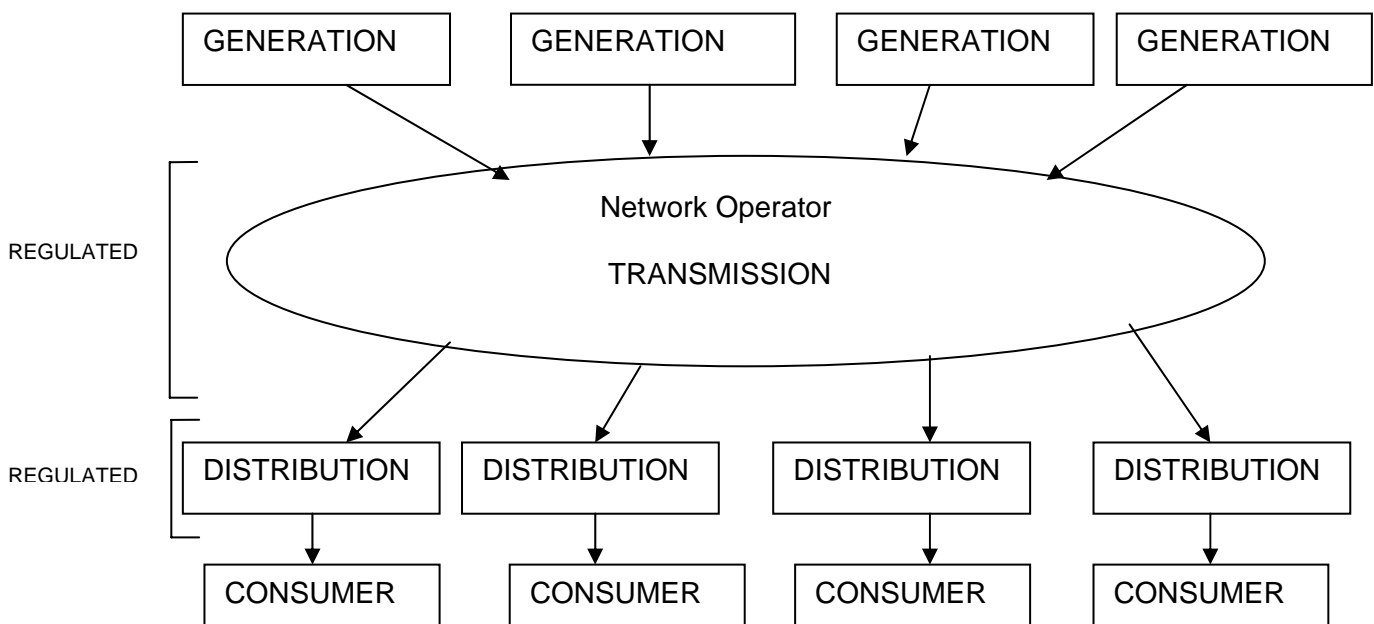 GENERATION
GENERATION
GENERATION
GENERATION
Network Operator
REGULATED
TRANSMISSION
REGULATED
DISTRIBUTION
DISTRIBUTION
DISTRIBUTION
DISTRIBUTION
CONSUMER
CONSUMER
CONSUMER
CONSUMER